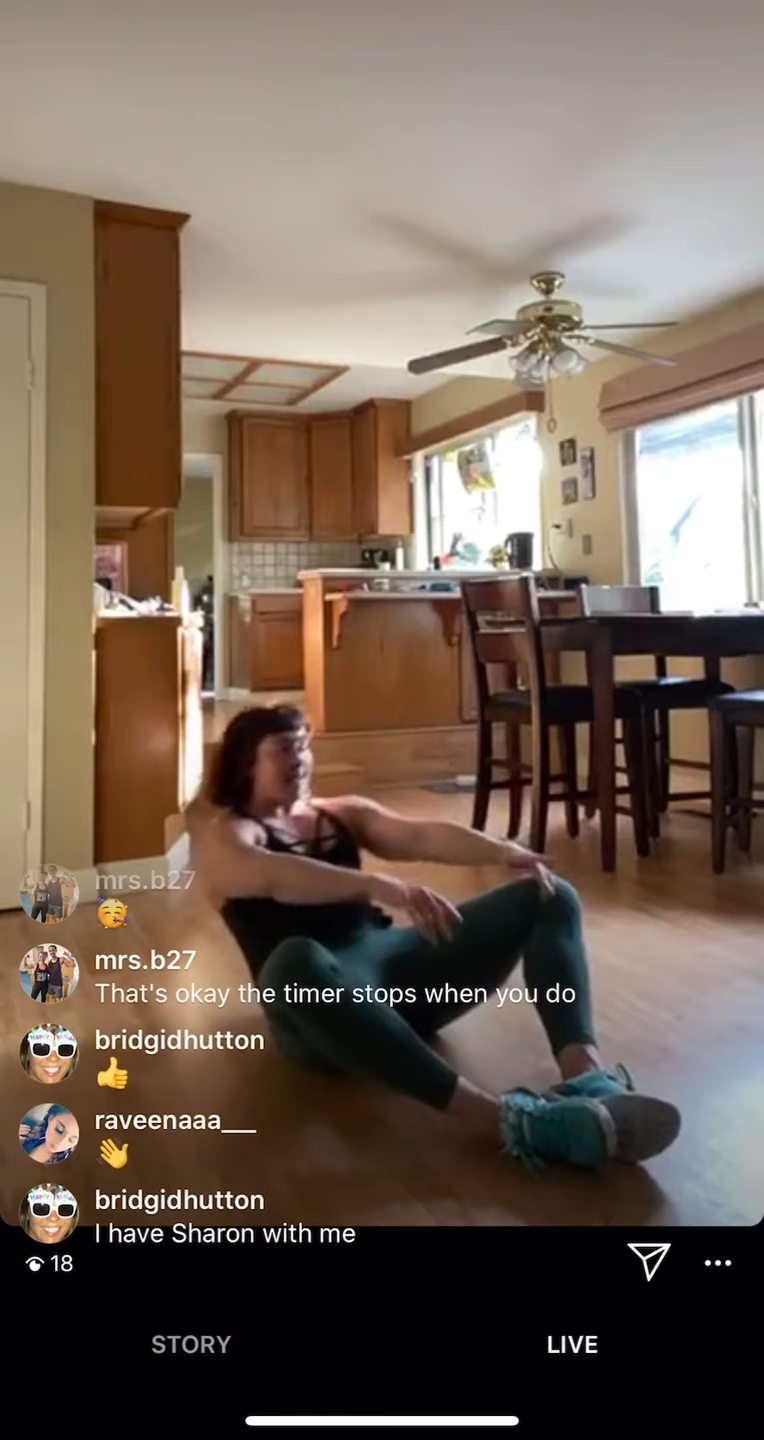 mrs.b27
🥳
mrs.b27
That's okay the timer stops when you do
bridgidhutton
👍
raveenaaa___
👋
bridgidhutton
I have Sharon with me
18
STORY
LIVE